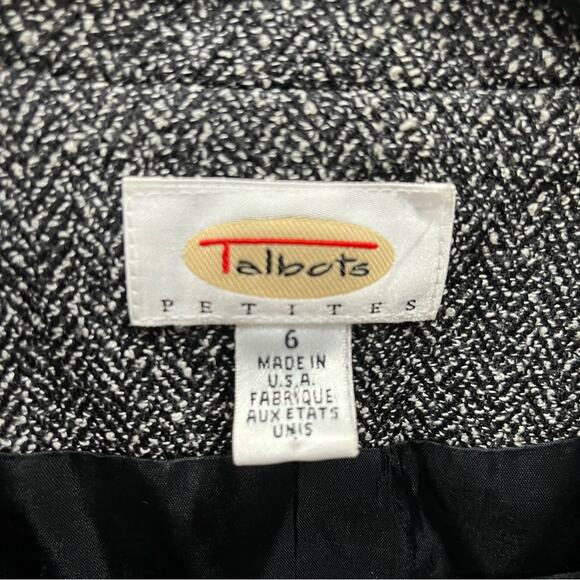 Talbots
PETITES
6
MADE IN
U.S.A.
FABRIQUE
AUX ETATS
UNIS